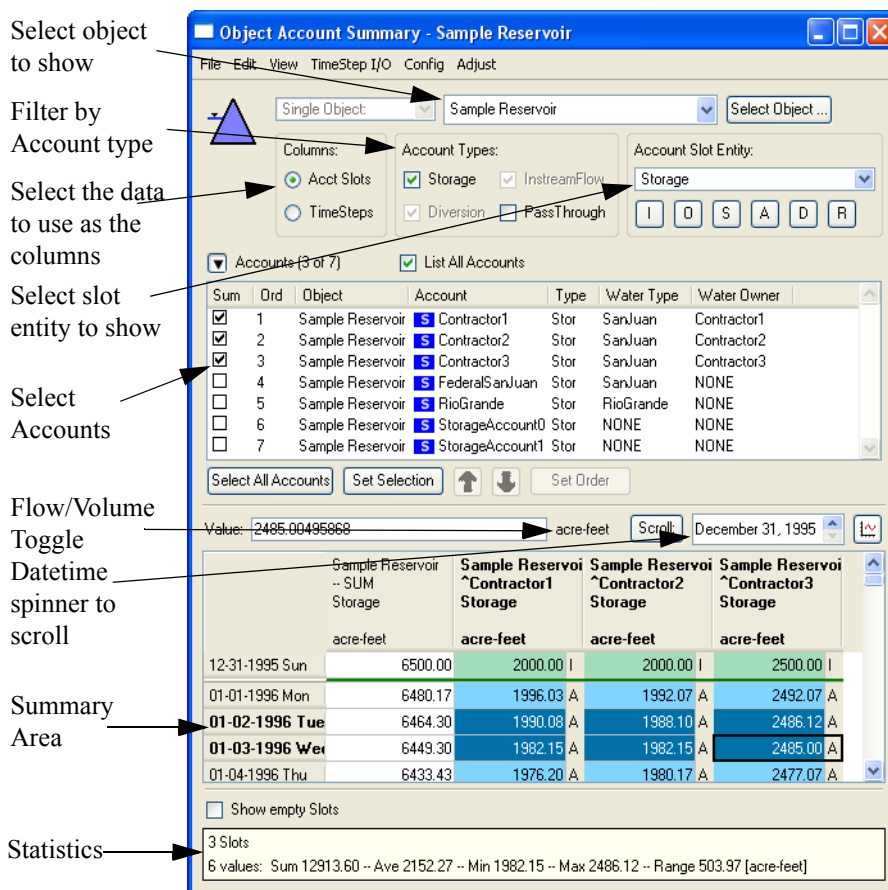 Select object
to show
Filter by
Account type
Select the data
to use as the
columns
Select slot
entity to show
Select
Accounts
Flow/Volume
Toggle
Datetime
spinner to
scroll
Summary
Area
Statistics
Object Account Summary - Sample Reservoir
File Edit View TimeStep I/O Config Adjust
Single Object: Sample Reservoir Select Object ...
Columns: Account Types: Account Slot Entity:
Acct Slots Storage InstreamFlow Storage
TimeSteps Diversion PassThrough I O S A D R
Accounts (3 of 7) List All Accounts
Sum Ord Object Account Type Water Type Water Owner
1 Sample Reservoir S Contractor1 Stor SanJuan Contractor1
2 Sample Reservoir S Contractor2 Stor SanJuan Contractor2
3 Sample Reservoir S Contractor3 Stor SanJuan Contractor3
4 Sample Reservoir S FederalSanJuan Stor SanJuan NONE
5 Sample Reservoir S RioGrande Stor RioGrande NONE
6 Sample Reservoir S StorageAccount0 Stor NONE NONE
7 Sample Reservoir S StorageAccount1 Stor NONE NONE
Select All Accounts Set Selection Set Order
Value: 2485.00495868 acre-feet Scroll: December 31, 1995
Sample Reservoir Sample Reservoi Sample Reservoi Sample Reservoi
-- SUM ^Contractor1 ^Contractor2 ^Contractor3
Storage Storage Storage Storage
acre-feet acre-feet acre-feet acre-feet
12-31-1995 Sun 6500.00 2000.00 I 2000.00 I 2500.00 I
01-01-1996 Mon 6480.17 1996.03 A 1992.07 A 2492.07 A
01-02-1996 Tue 6464.30 1990.08 A 1988.10 A 2486.12 A
01-03-1996 Wed 6449.30 1982.15 A 1982.15 A 2485.00 A
01-04-1996 Thu 6433.43 1976.20 A 1980.17 A 2477.07 A
Show empty Slots
3 Slots
6 values: Sum 12913.60 -- Ave 2152.27 -- Min 1982.15 -- Max 2486.12 -- Range 503.97 [acre-feet]